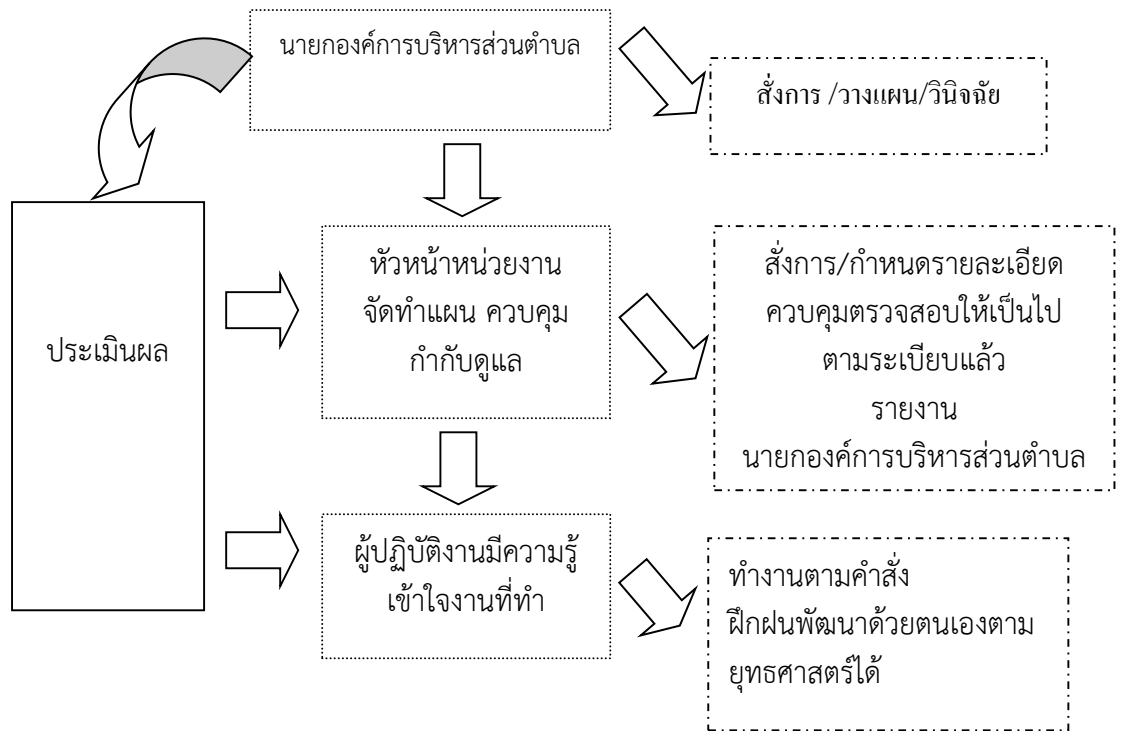 นายกองค์การบริหารส่วนตำบล
สั่งการ /วางแผน/วินิจฉัย
ประเมินผล
หัวหน้าหน่วยงาน
จัดทำแผน ควบคุม
กำกับดูแล
สั่งการ/กำหนดรายละเอียด
ควบคุมตรวจสอบให้เป็นไป
ตามระเบียบแล้ว
รายงาน
นายกองค์การบริหารส่วนตำบล
ผู้ปฏิบัติงานมีความรู้
เข้าใจงานที่ทำ
ทำงานตามคำสั่ง
ฝึกฝนพัฒนาด้วยตนเองตาม
ยุทธศาสตร์ได้